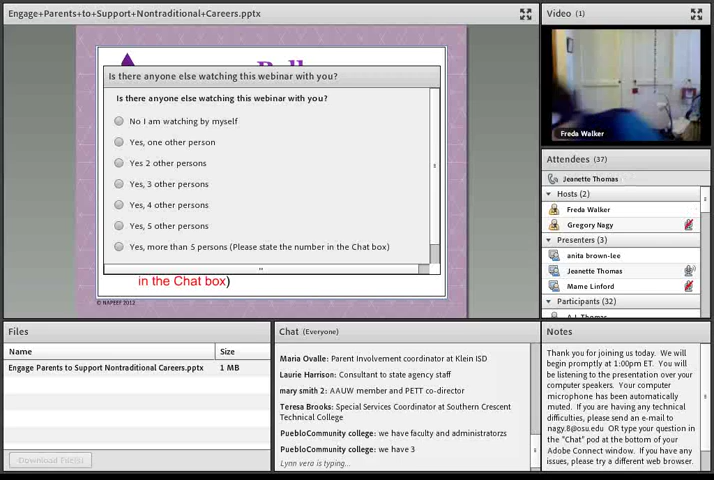 Engage+Parents+to+Support+Nontraditional+Careers.pptx
Is there anyone else watching this webinar with you?
Is there anyone else watching this webinar with you?
No I am watching by myself
Yes, one other person
Yes 2 other persons
Yes, 3 other persons
Yes, 4 other persons
Yes, 5 other persons
Yes, more than 5 persons (Please state the number in the Chat box)
in the Chat box)
© NAPEEF 2012
Video (1)
Freda Walker
Attendees (37)
Jeanette Thomas
Hosts (2)
Freda Walker
Gregory Nagy
Presenters (3)
anita brown-lee
Jeanette Thomas
Mame Linford
Participants (32)
Files
Name Size
Engage Parents to Support Nontraditional Careers.pptx 1 MB
Download File(s)
Chat (Everyone)
Maria Ovalle: Parent Involvement coordinator at Klein ISD
Laurie Harrison: Consultant to state agency staff
mary smith 2: AAUW member and PETT co-director
Teresa Brooks: Special Services Coordinator at Southern Crescent
Technical College
PuebloCommunity college: we have faculty and administratorzs
PuebloCommunity college: we have 3
Lynn vera is typing...
Notes
Thank you for joining us today. We will
begin promptly at 1:00pm ET. You will
be listening to the presentation over your
computer speakers. Your computer
microphone has been automatically
muted. If you are having any technical
difficulties, please send an e-mail to
nagy.8@osu.edu OR type your question in
the "Chat" pod at the bottom of your
Adobe Connect window. If you have any
issues, please try a different web browser.